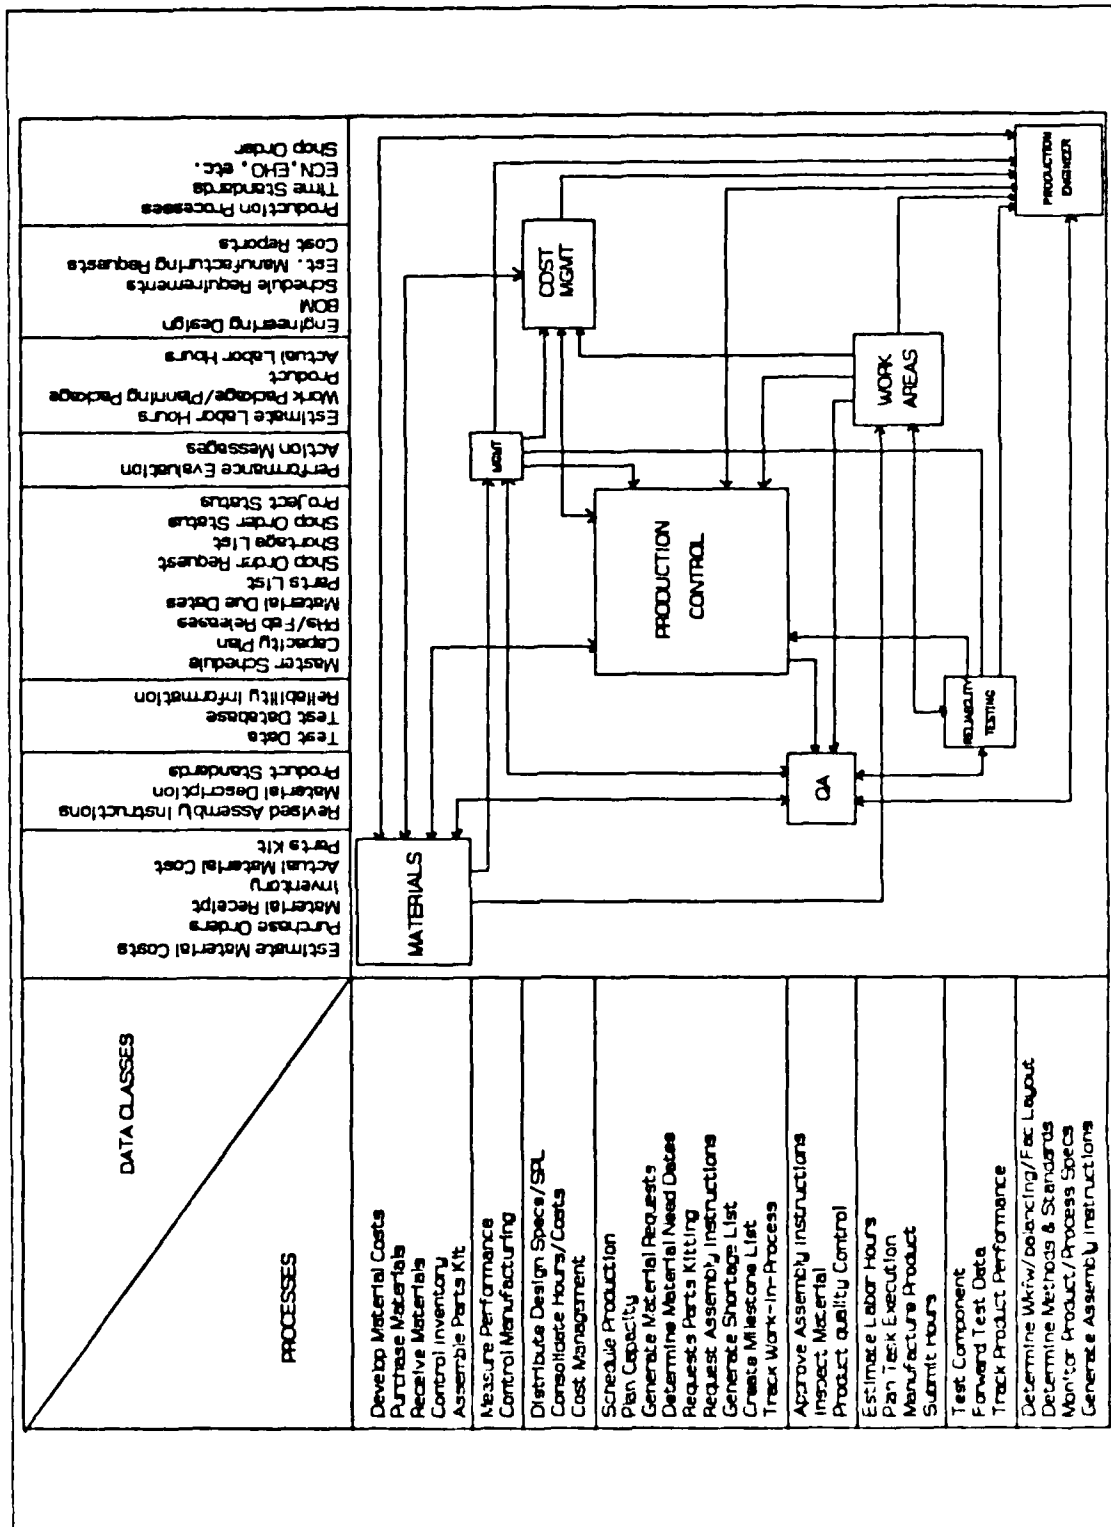 DATA CLASSES
PROCESSES
Estimate Material Costs
Purchase Orders
Material Receipt
Inventory
Actual Material Cost
Parts Kit
Revised Assembly Instructions
Material Description
Product Standards
Test Data
Test Database
Reliability Information
Master Schedule
Capacity Plan
PRs/Fab Releases
Material Due Dates
Parts List
Shop Order Request
Shortage List
Shop Order Status
Project Status
Performance Evaluation
Action Messages
Estimate Labor Hours
Work Package/Planning Package
Product
Actual Labor Hours
Engineering Design
BOM
Schedule Requirements
Est. Manufacturing Requests
Cost Reports
Production Processes
Time Standards
ECN, EHO, etc.
Shop Order
Develop Material Costs
Purchase Materials
Receive Materials
Control Inventory
Assemble Parts Kit
Measure Performance
Control Manufacturing
Distribute Design Specs/SPL
Consolidate Hours/Costs
Cost Management
Schedule Production
Plan Capacity
Generate Material Requests
Determine Material Need Dates
Requests Parts Kitting
Request Assembly Instructions
Generate Shortage List
Create Milestone List
Track Work-In-Process
Approve Assembly Instructions
Inspect Material
Product quality Control
Estimate Labor Hours
Plan Task Execution
Manufacture Product
Submit Hours
Test Component
Forward Test Data
Track Product Performance
Determine Wkfw/balancing/Fac Layout
Determine Methods & Standards
Monitor Product/Process Specs
Generate Assembly Instructions
MATERIALS
MGMT
COST
MGMT
PRODUCTION
CONTROL
QA
WORK
AREAS
RELIABILITY
TESTING
PRODUCTION
ENGINEER